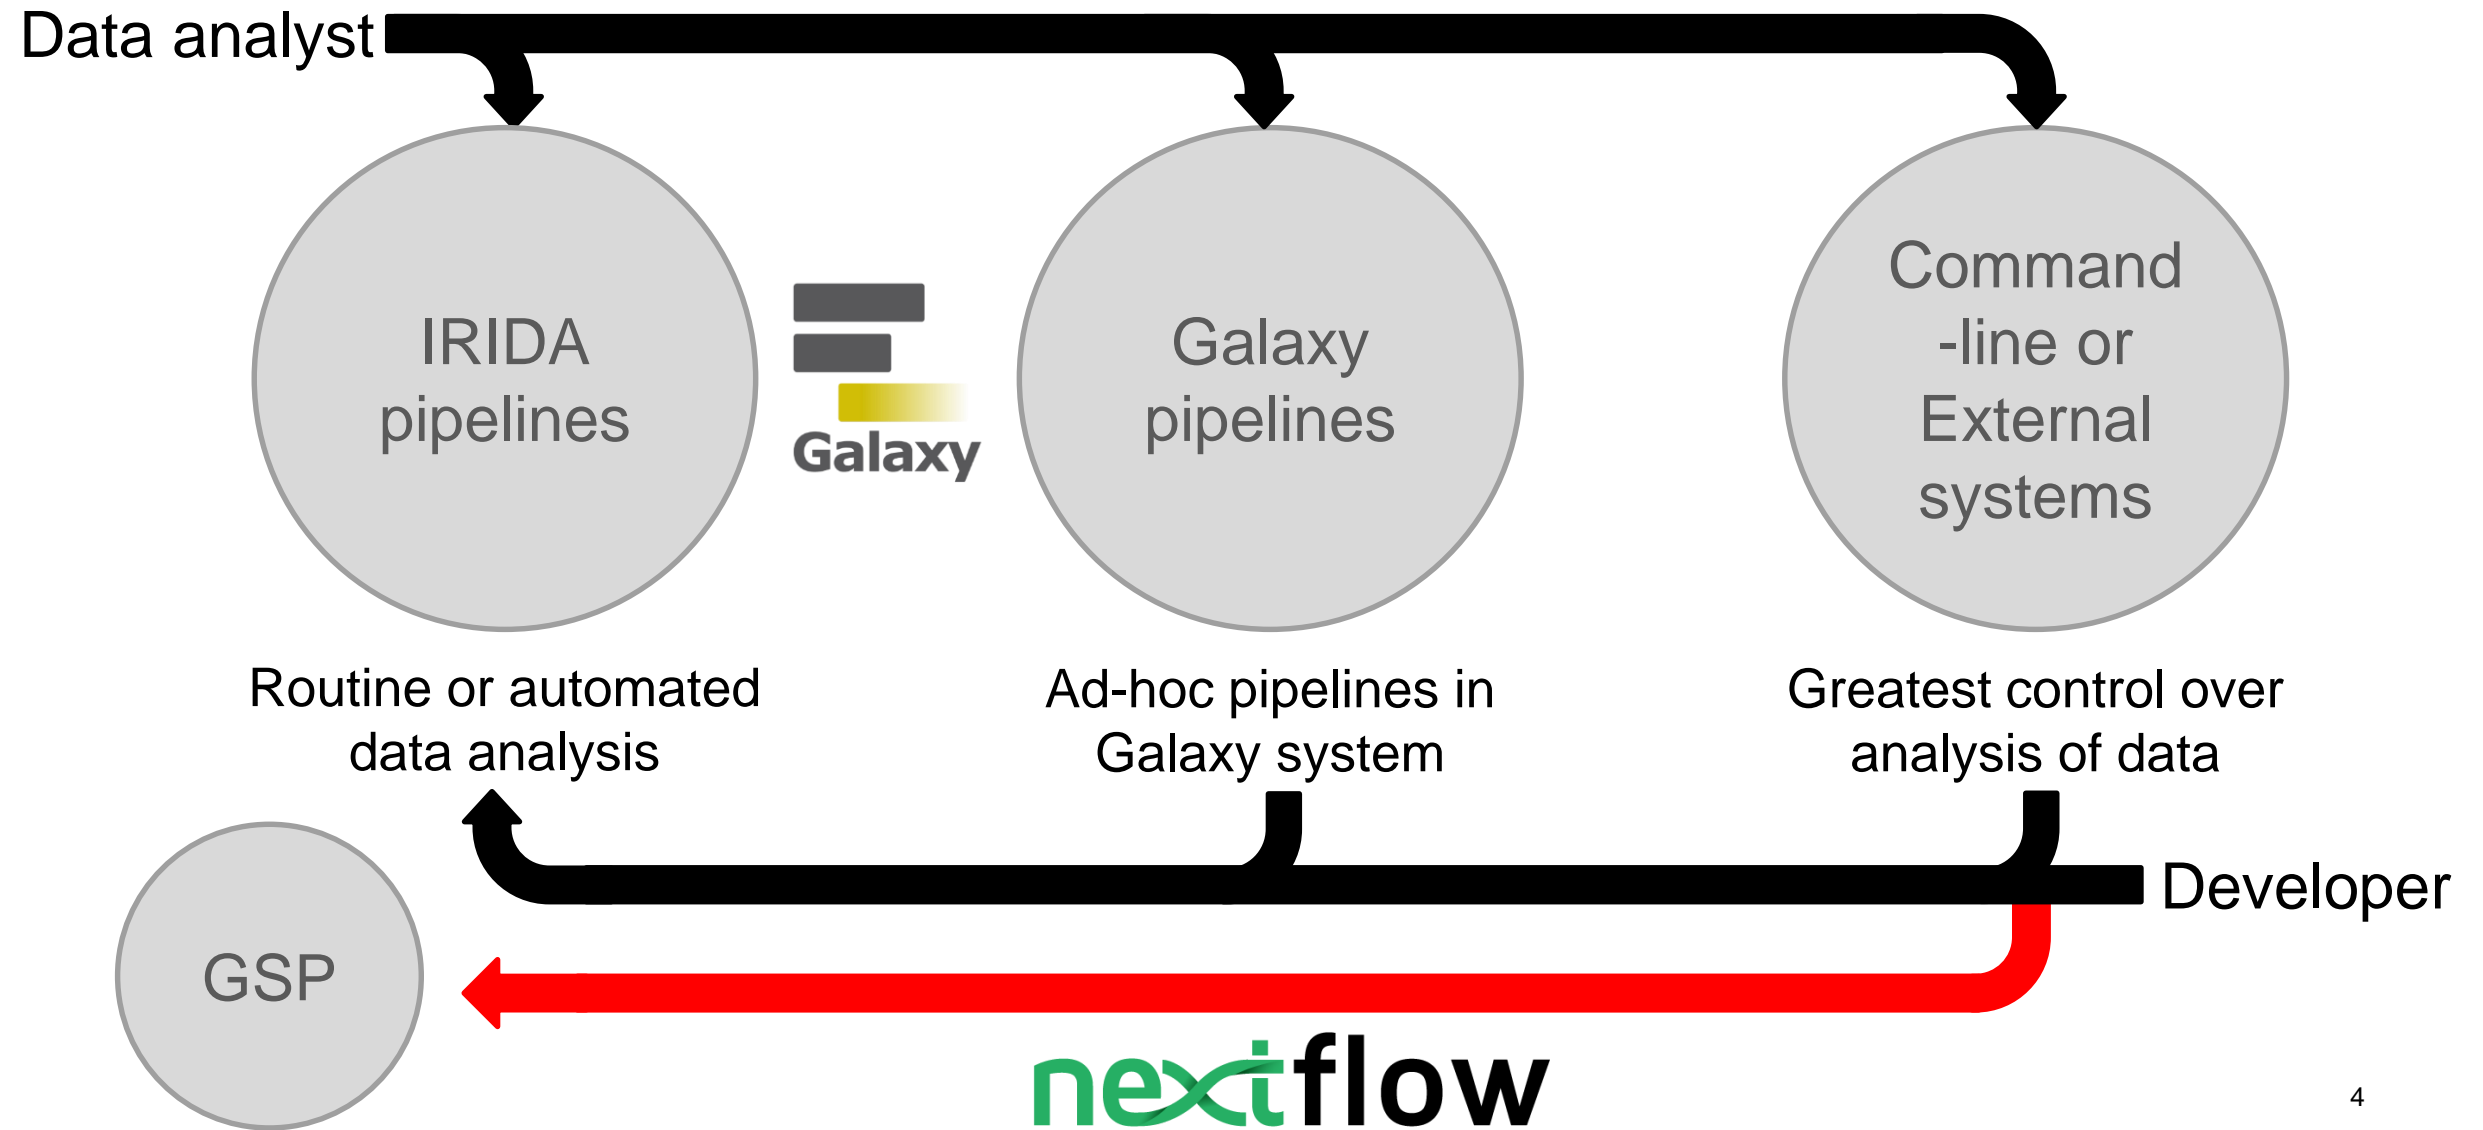 Data analyst
IRIDA
pipelines
Galaxy
Galaxy
pipelines
Command
-line or
External
systems
Routine or automated
data analysis
Ad-hoc pipelines in
Galaxy system
Greatest control over
analysis of data
Developer
GSP
nextflow
4